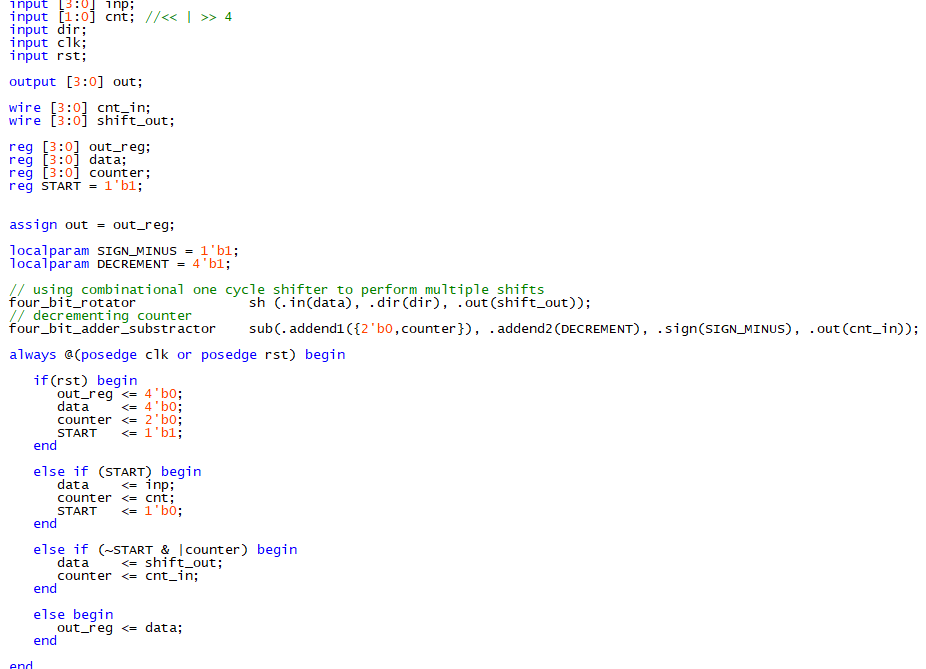 input [3:0] inp;
input [1:0] cnt; //<< | >> 4
input dir;
input clk;
input rst;
output [3:0] out;
wire [3:0] cnt_in;
wire [3:0] shift_out;
reg [3:0] out_reg;
reg [3:0] data;
reg [3:0] counter;
reg START = 1'b1;
assign out = out_reg;
localparam SIGN_MINUS = 1'b1;
localparam DECREMENT = 4'b1;
// using combinational one cycle shifter to perform multiple shifts
four_bit_rotator sh (.in(data), .dir(dir), .out(shift_out));
// decrementing counter
four_bit_adder_substractor sub(.addend1({2'b0,counter}), .addend2(DECREMENT), .sign(SIGN_MINUS), .out(cnt_in));
always @(posedge clk or posedge rst) begin
if(rst) begin
out_reg <= 4'b0;
data <= 4'b0;
counter <= 2'b0;
START <= 1'b1;
end
else if (START) begin
data <= inp;
counter <= cnt;
START <= 1'b0;
end
else if (~START & |counter) begin
data <= shift_out;
counter <= cnt_in;
end
else begin
out_reg <= data;
end
end